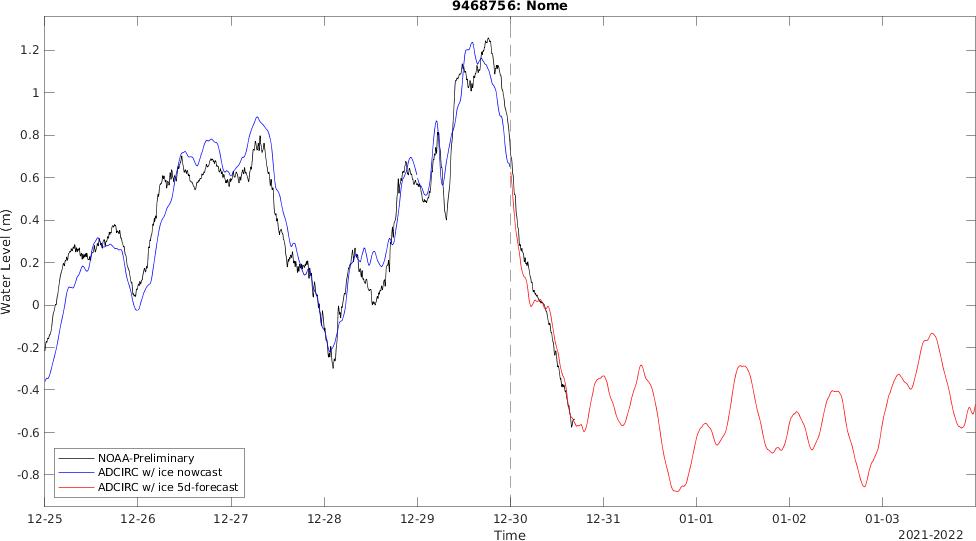 9468756: Nome
Water Level (m)
1.2
1
0.8
0.6
0.4
0.2
0
-0.2
-0.4
-0.6
-0.8
NOAA-Preliminary
ADCIRC w/ ice nowcast
ADCIRC w/ ice 5d-forecast
12-25 12-26 12-27 12-28 12-29 12-30 12-31 01-01 01-02 01-03
Time
2021-2022